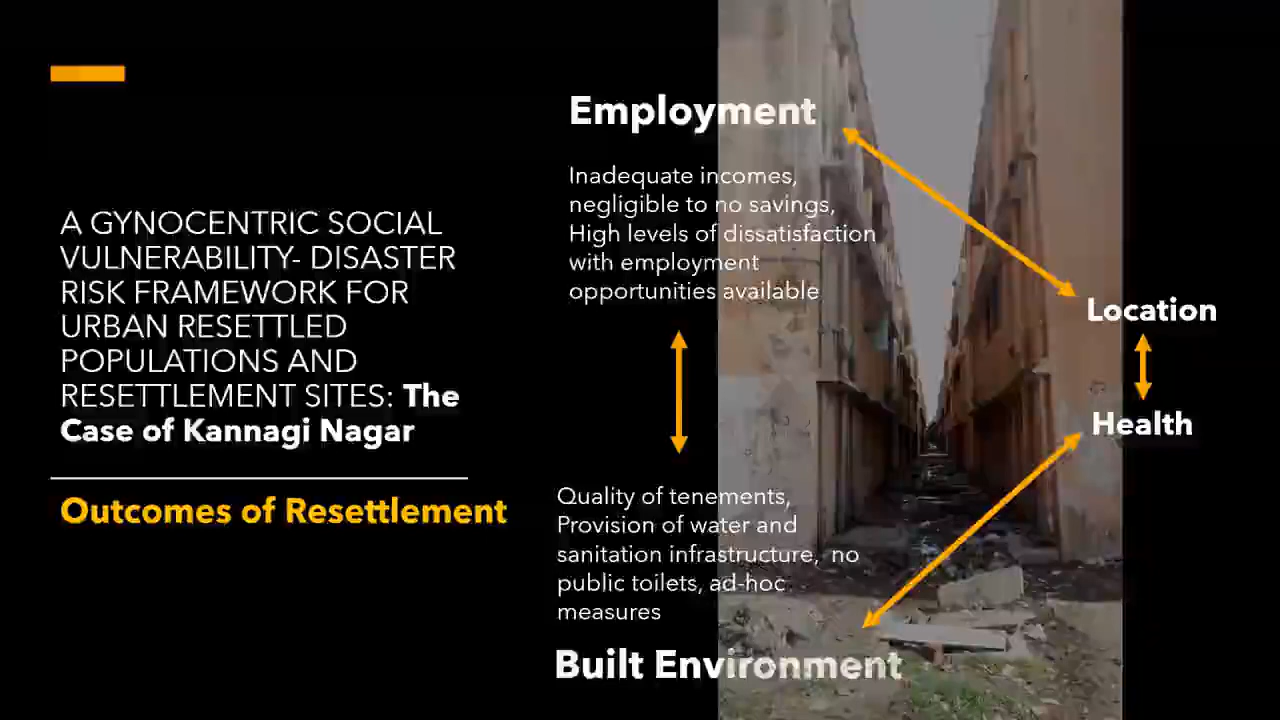 A GYNOCENTRIC SOCIAL
VULNERABILITY- DISASTER
RISK FRAMEWORK FOR
URBAN RESETTLED
POPULATIONS AND
RESETTLEMENT SITES: The
Case of Kannagi Nagar
Outcomes of Resettlement
Employment
Inadequate incomes,
negligible to no savings,
High levels of dissatisfaction
with employment
opportunities available
Location
Health
Quality of tenements,
Provision of water and
sanitation infrastructure, no
public toilets, ad-hoc
measures
Built Environment